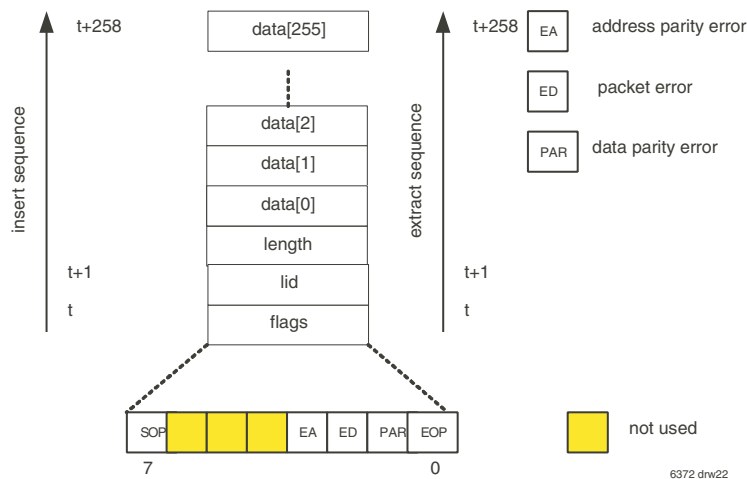 t+258
data[255]
t+258
EA
address parity error
ED
packet error
PAR
data parity error
insert sequence
extract sequence
data[2]
data[1]
data[0]
length
lid
flags
t+1
t
t+1
t
SOP
EA
ED
PAR
EOP
7
0
not used
6372 drw22